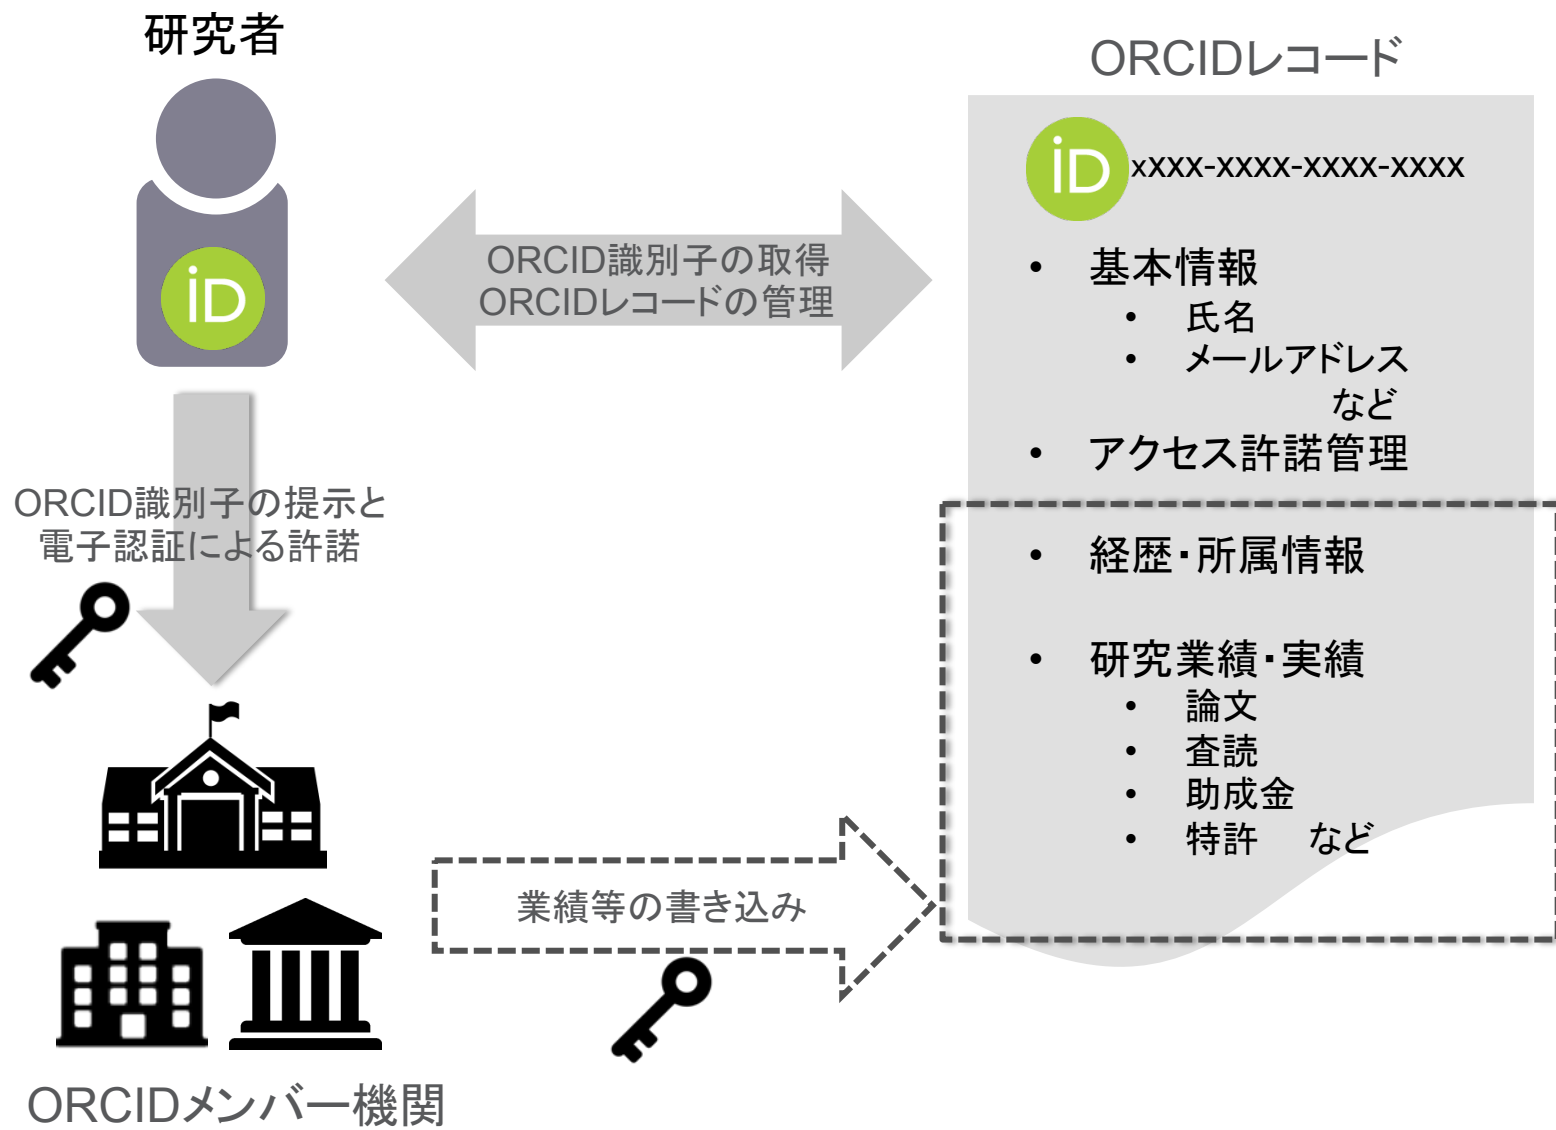 研究者
iD
ORCID識別子の取得
ORCIDレコードの管理
ORCID識別子の提示と
電子認証による許諾
ORCIDメンバー機関
業績等の書き込み
ORCIDレコード
iD xxxx-xxxx-xxxx-xxxx
• 基本情報
• 氏名
• メールアドレス
など
• アクセス許諾管理
• 経歴・所属情報
• 研究業績・実績
• 論文
• 査読
• 助成金
• 特許 など